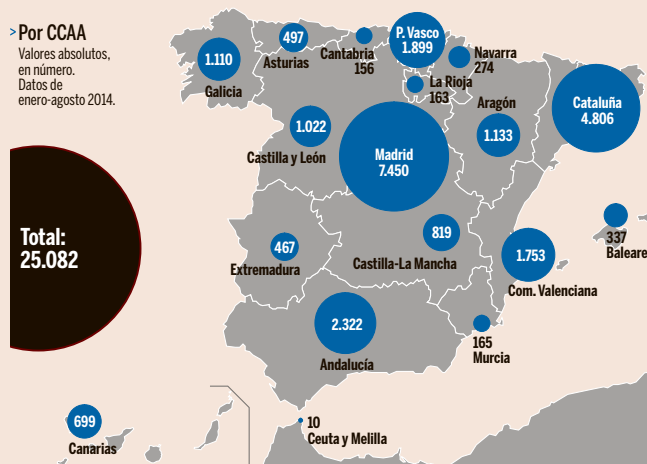 > Por CCAA
Valores absolutos,
en número.
Datos de
enero-agosto 2014.
Total:
25.082
1.110
Galicia
497
Asturias
Cantabria
156
P. Vasco
1.899
Navarra
274
La Rioja
163
Aragón
1.133
Cataluña
4.806
1.022
Castilla y León
Madrid
7.450
467
Extremadura
819
Castilla-La Mancha
1.753
Com. Valenciana
337
Baleare
2.322
Andalucía
165
Murcia
10
Ceuta y Melilla
699
Canarias